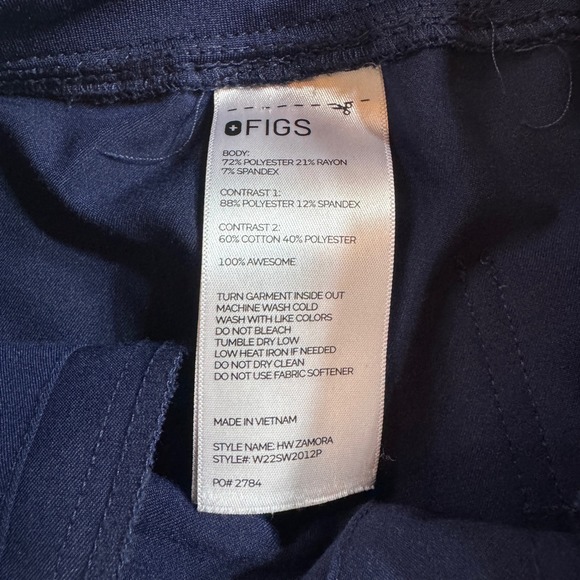 FIGS
BODY:
72% POLYESTER 21% RAYON
7% SPANDEX
CONTRAST 1:
88% POLYESTER 12% SPANDEX
CONTRAST 2:
60% COTTON 40% POLYESTER
100% AWESOME
TURN GARMENT INSIDE OUT
MACHINE WASH COLD
WASH WITH LIKE COLORS
DO NOT BLEACH
TUMBLE DRY LOW
LOW HEAT IRON IF NEEDED
DO NOT DRY CLEAN
DO NOT USE FABRIC SOFTENER
MADE IN VIETNAM
STYLE NAME: HW ZAMORA
STYLE#: W22SW2012P
PO# 2784